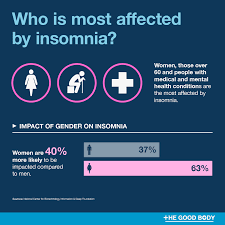 Who is most affected
by insomnia?
Women, those over
60 and people with
medical and mental
health conditions are
the most affected by
insomnia.
IMPACT OF GENDER ON INSOMNIA
Women are 40%
more likely to be
impacted compared
to men.
37%
63%
THE GOOD BODY